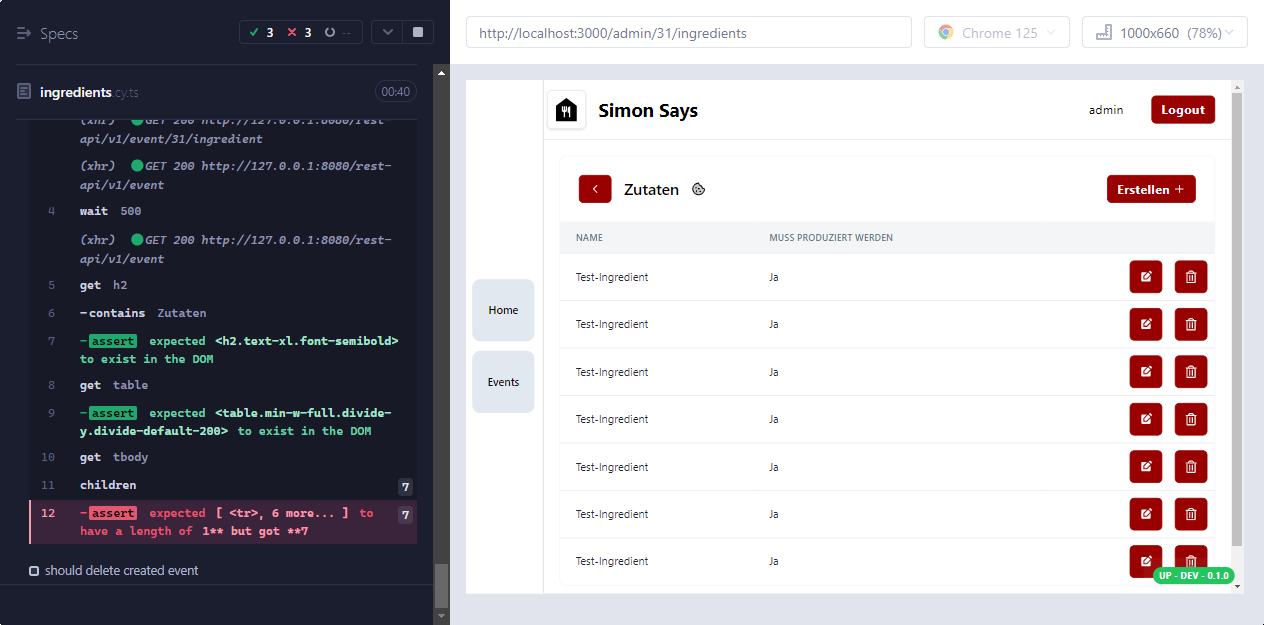 Specs
3
3
--
http://localhost:3000/admin/31/ingredients
Chrome 125
1000x660 (78%)
ingredients.cy.ts
00:40
(xhr) GET 200 http://127.0.0.1:8080/rest-
api/v1/event/31/ingredient
(xhr) GET 200 http://127.0.0.1:8080/rest-
api/v1/event
4 wait 500
(xhr) GET 200 http://127.0.0.1:8080/rest-
api/v1/event
5 get h2
6 -contains Zutaten
7 -assert expected <h2.text-xl.font-semibold>
to exist in the DOM
8 get table
9 -assert expected <table.min-w-full.divide-
y.divide-default-200> to exist in the DOM
10 get tbody
11 children 7
12 -assert expected [ <tr>, 6 more... ] to 7
have a length of 1** but got **7
should delete created event
Simon Says
admin
Logout
Zutaten
Erstellen +
NAME MUSS PRODUZIERT WERDEN
Home
Events
Test-Ingredient Ja
Test-Ingredient Ja
Test-Ingredient Ja
Test-Ingredient Ja
Test-Ingredient Ja
Test-Ingredient Ja
Test-Ingredient Ja
UP - DEV - 0.1.0